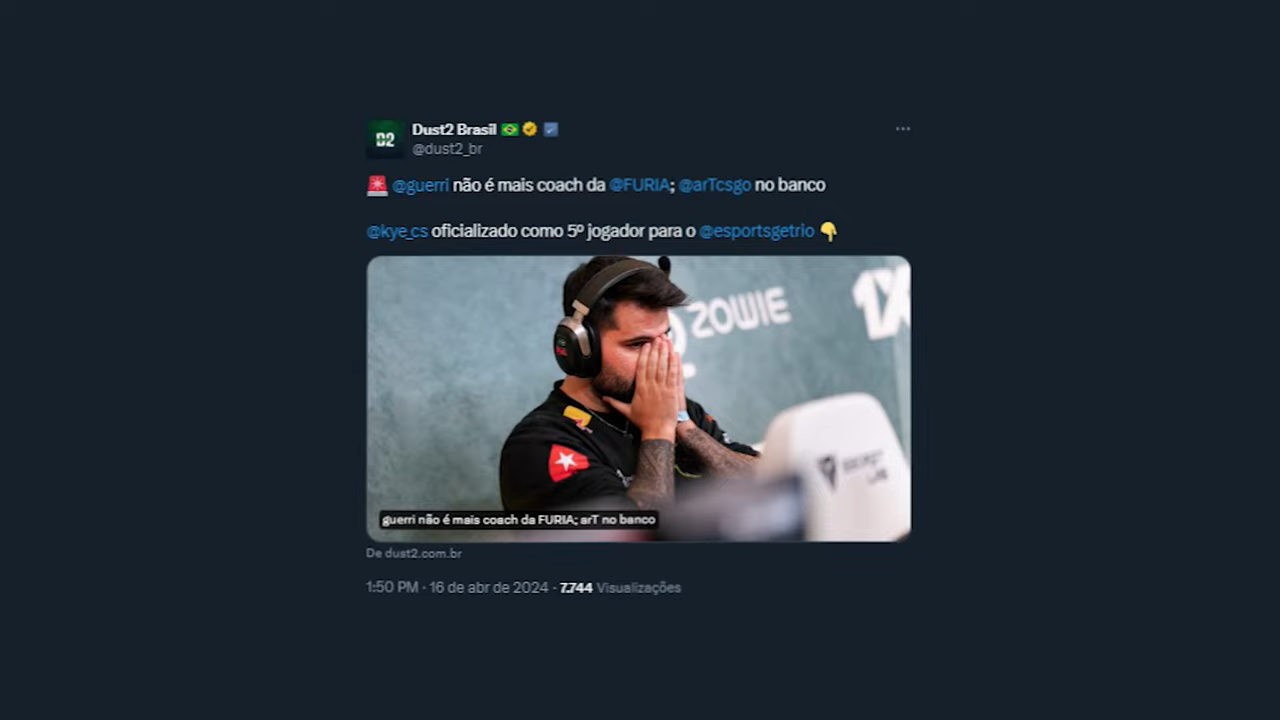 D2
Dust2 Brasil
@dust2_br
@guerri não é mais coach da @FURIA; @arTcsgo no banco
@kye_cs oficializado como 5º jogador para o @esportsgetrio
ZOWIE
1X
guerri não é mais coach da FURIA; arT no banco
De dust2.com.br
1:50 PM · 16 de abr de 2024 · 7.744 Visualizações